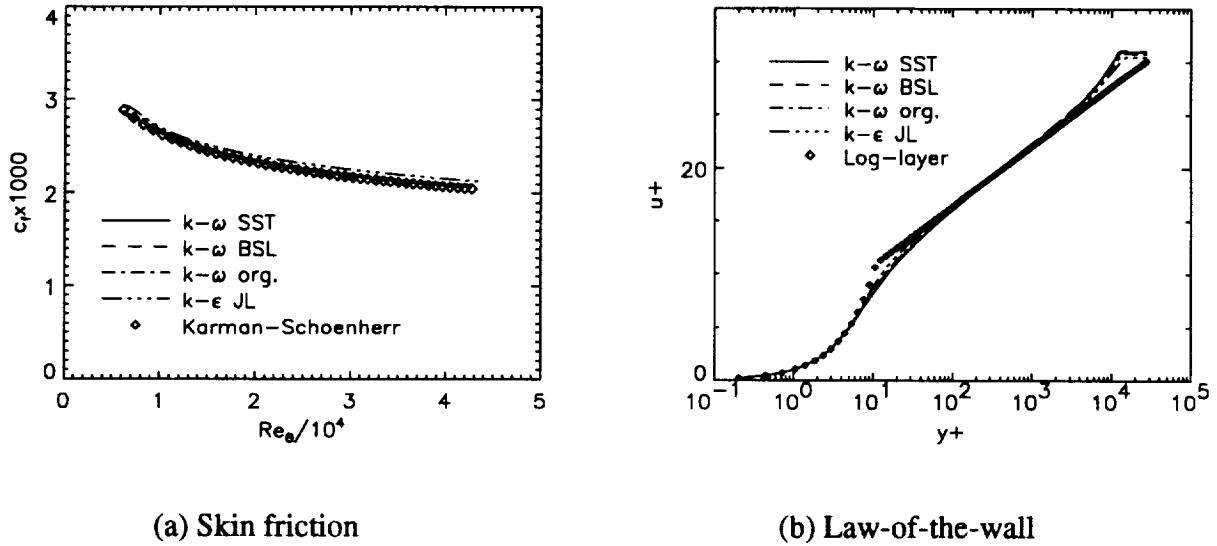 4
3
2
1
0
c_f x1000
k-ω SST
k-ω BSL
k-ω org.
k-ε JL
Karman-Schoenherr
0 1 2 3 4 5
Re_θ/10^4
(a) Skin friction
20
10
0
u+
k-ω SST
k-ω BSL
k-ω org.
k-ε JL
Log-layer
10^-1 10^0 10^1 10^2 10^3 10^4 10^5
y+
(b) Law-of-the-wall